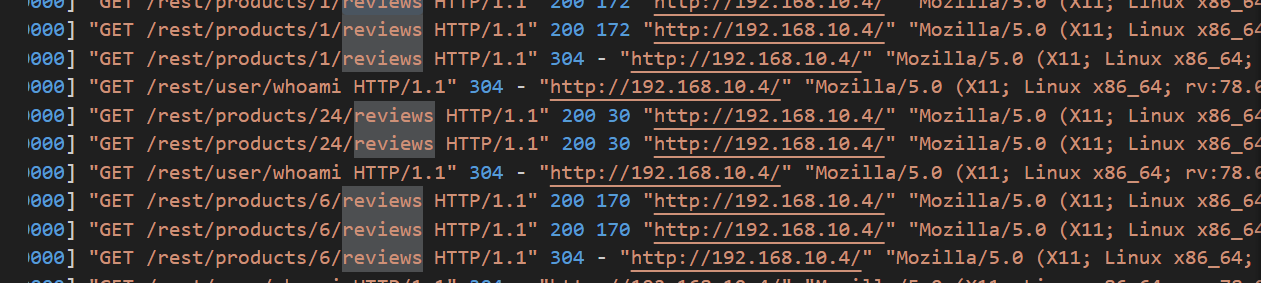 0000] "GET /rest/products/1/reviews HTTP/1.1" 200 172 "http://192.168.10.4/" "Mozilla/5.0 (X11; Linux x86_64
0000] "GET /rest/products/1/reviews HTTP/1.1" 200 172 "http://192.168.10.4/" "Mozilla/5.0 (X11; Linux x86_64
0000] "GET /rest/products/1/reviews HTTP/1.1" 304 - "http://192.168.10.4/" "Mozilla/5.0 (X11; Linux x86_64;
0000] "GET /rest/user/whoami HTTP/1.1" 304 - "http://192.168.10.4/" "Mozilla/5.0 (X11; Linux x86_64; rv:78.0
0000] "GET /rest/products/24/reviews HTTP/1.1" 200 30 "http://192.168.10.4/" "Mozilla/5.0 (X11; Linux x86_64
0000] "GET /rest/products/24/reviews HTTP/1.1" 200 30 "http://192.168.10.4/" "Mozilla/5.0 (X11; Linux x86_64
0000] "GET /rest/user/whoami HTTP/1.1" 304 - "http://192.168.10.4/" "Mozilla/5.0 (X11; Linux x86_64; rv:78.0
0000] "GET /rest/products/6/reviews HTTP/1.1" 200 170 "http://192.168.10.4/" "Mozilla/5.0 (X11; Linux x86_64
0000] "GET /rest/products/6/reviews HTTP/1.1" 200 170 "http://192.168.10.4/" "Mozilla/5.0 (X11; Linux x86_64
0000] "GET /rest/products/6/reviews HTTP/1.1" 304 - "http://192.168.10.4/" "Mozilla/5.0 (X11; Linux x86_64;